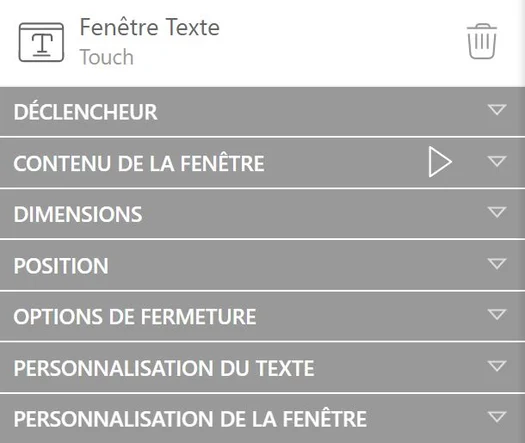 Fenêtre Texte
Touch
DÉCLENCHEUR
CONTENU DE LA FENÊTRE
DIMENSIONS
POSITION
OPTIONS DE FERMETURE
PERSONNALISATION DU TEXTE
PERSONNALISATION DE LA FENÊTRE